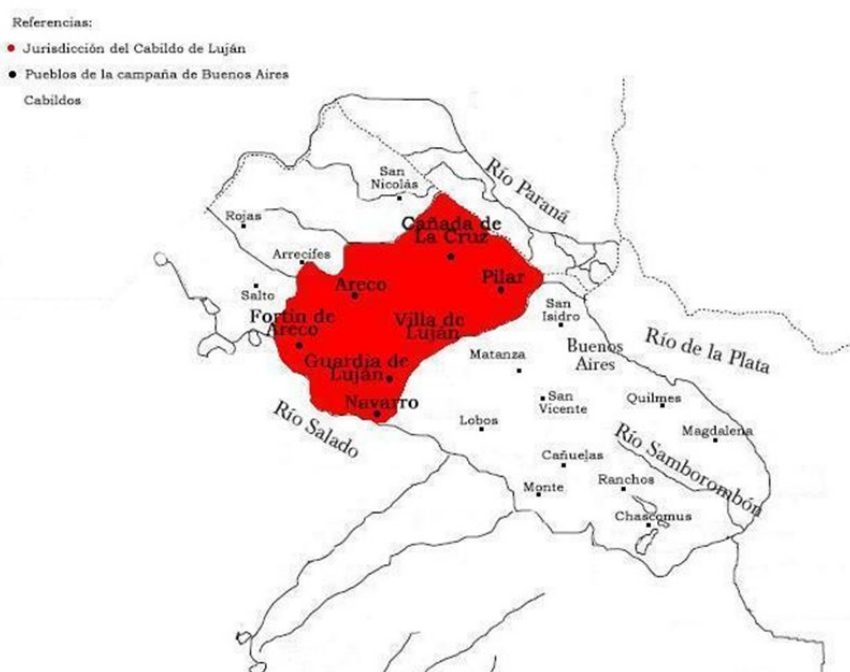 Referencias:
Jurisdicción del Cabildo de Luján
Pueblos de la campaña de Buenos Aires
Cabildos
San
Nicolás
Río Paraná
Rojas
Cañada de
La Cruz
Arrecifes
Pilar
Areco
Salto
San
Isidro
Fortín de
Areco
Villa de
Luján
Río de la Plata
Buenos
Aires
Matanza
Guardia de
Luján
San
Vicente
Quilmes
Navarro
Río Salado
Lobos
Magdalena
Río Samborombón
Cañuelas
Monte
Ranchos
Chascomus